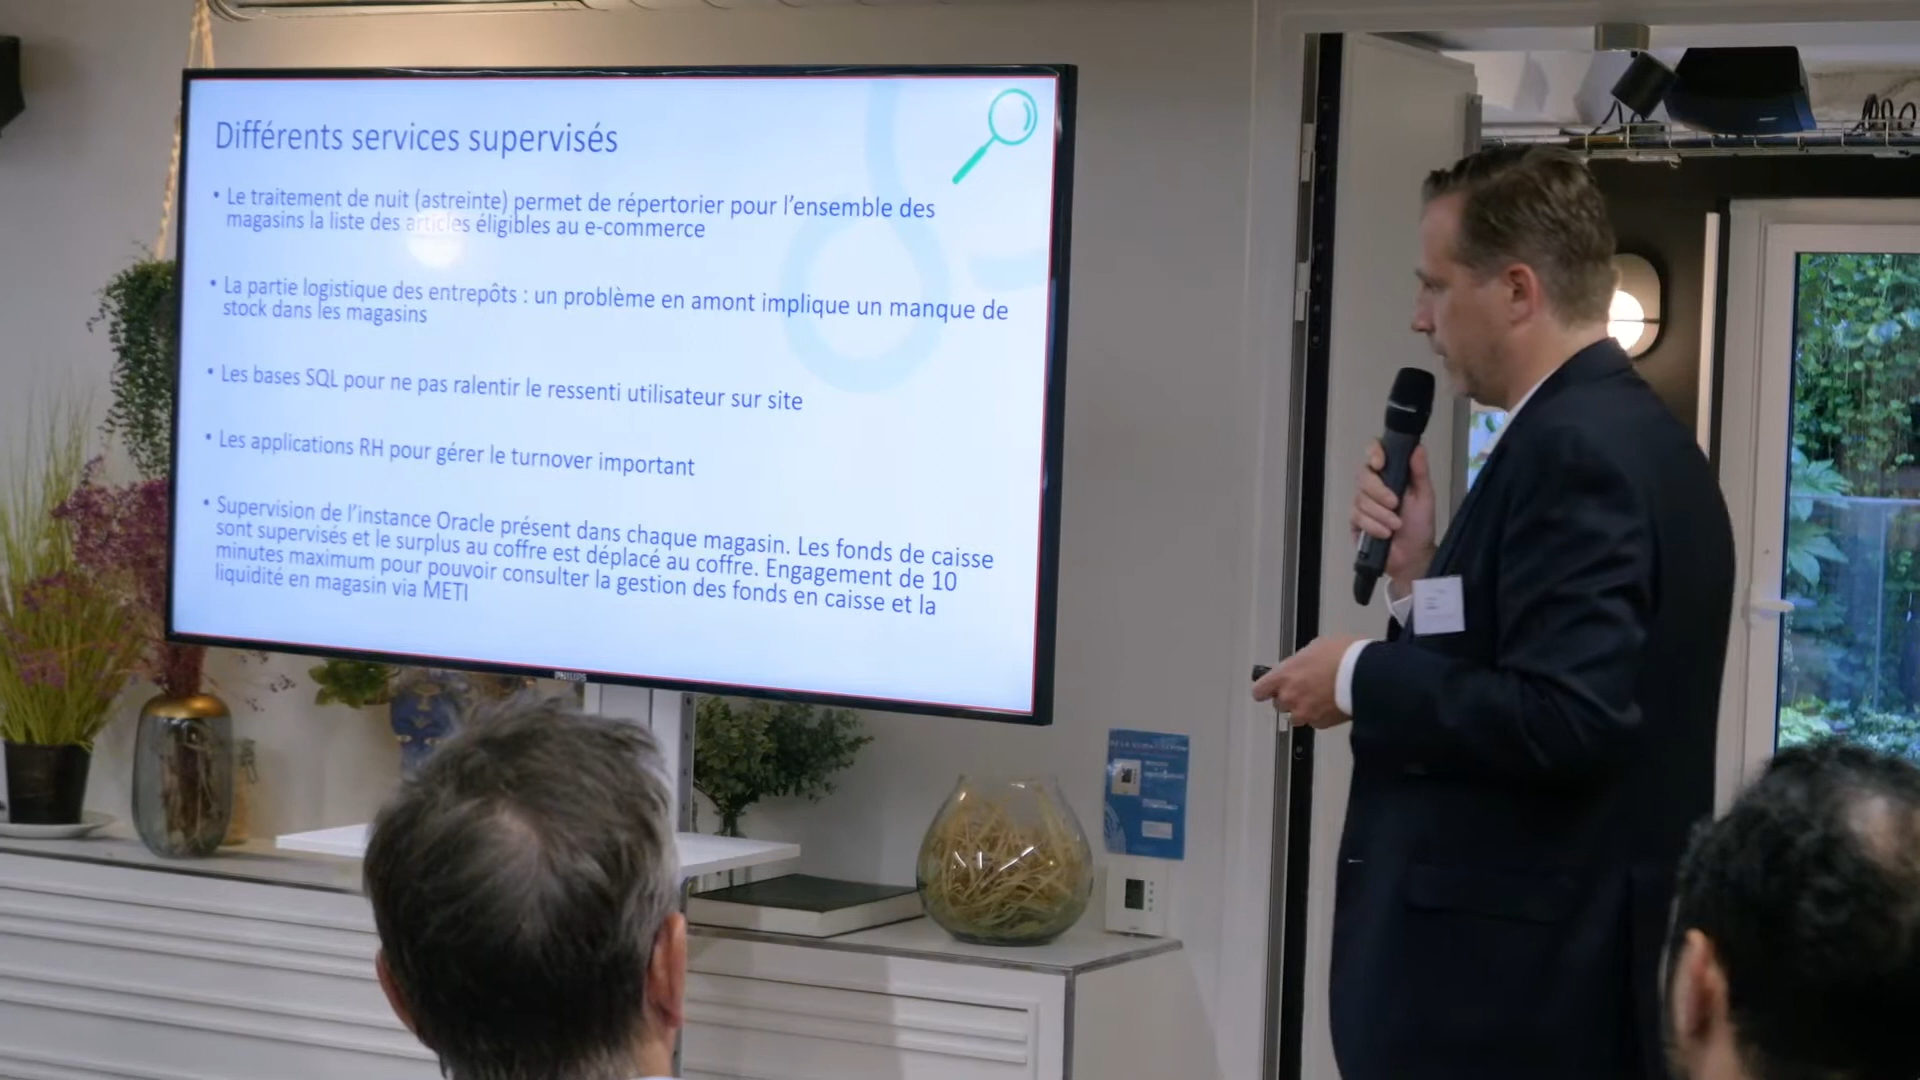 Différents services supervisés
• Le traitement de nuit (astreinte) permet de répertorier pour l'ensemble des
magasins la liste des articles éligibles au e-commerce
• La partie logistique des entrepôts : un problème en amont implique un manque de
stock dans les magasins
• Les bases SQL pour ne pas ralentir le ressenti utilisateur sur site
• Les applications RH pour gérer le turnover important
• Supervision de l'instance Oracle présent dans chaque magasin. Les fonds de caisse
sont supervisés et le surplus au coffre est déplacé au coffre. Engagement de 10
minutes maximum pour pouvoir consulter la gestion des fonds en caisse et la
liquidité en magasin via METI
PHILIPS